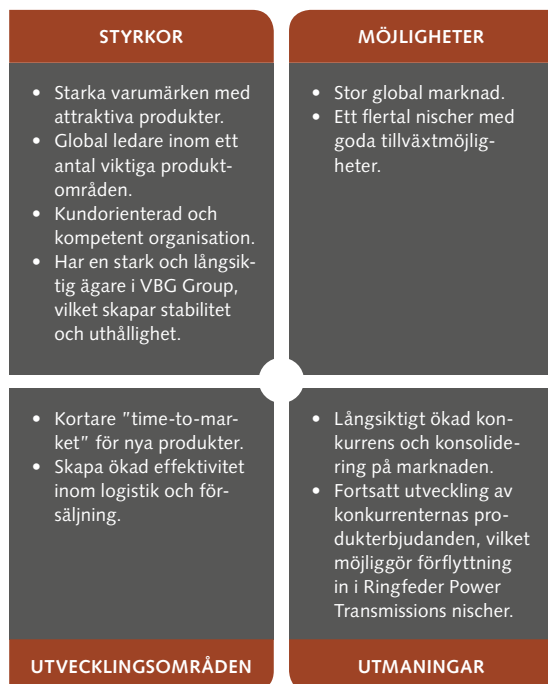 STYRKOR
• Starka varumärken med
attraktiva produkter.
• Global ledare inom ett
antal viktiga produkt-
områden.
• Kundorienterad och
kompetent organisation.
• Har en stark och långsik-
tig ägare i VBG Group,
vilket skapar stabilitet
och uthållighet.
MÖJLIGHETER
• Stor global marknad.
• Ett flertal nischer med
goda tillväxtmöjlig-
heter.
• Kortare ”time-to-mar-
ket” för nya produkter.
• Skapa ökad effektivitet
inom logistik och för-
säljning.
UTVECKLINGSOMRÅDEN
• Långsiktigt ökad kon-
kurrens och konsolide-
ring på marknaden.
• Fortsatt utveckling av
konkurrenternas pro-
dukterbjudanden, vilket
möjliggör förflyttning
in i Ringfeder Power
Transmissions nischer.
UTMANINGAR